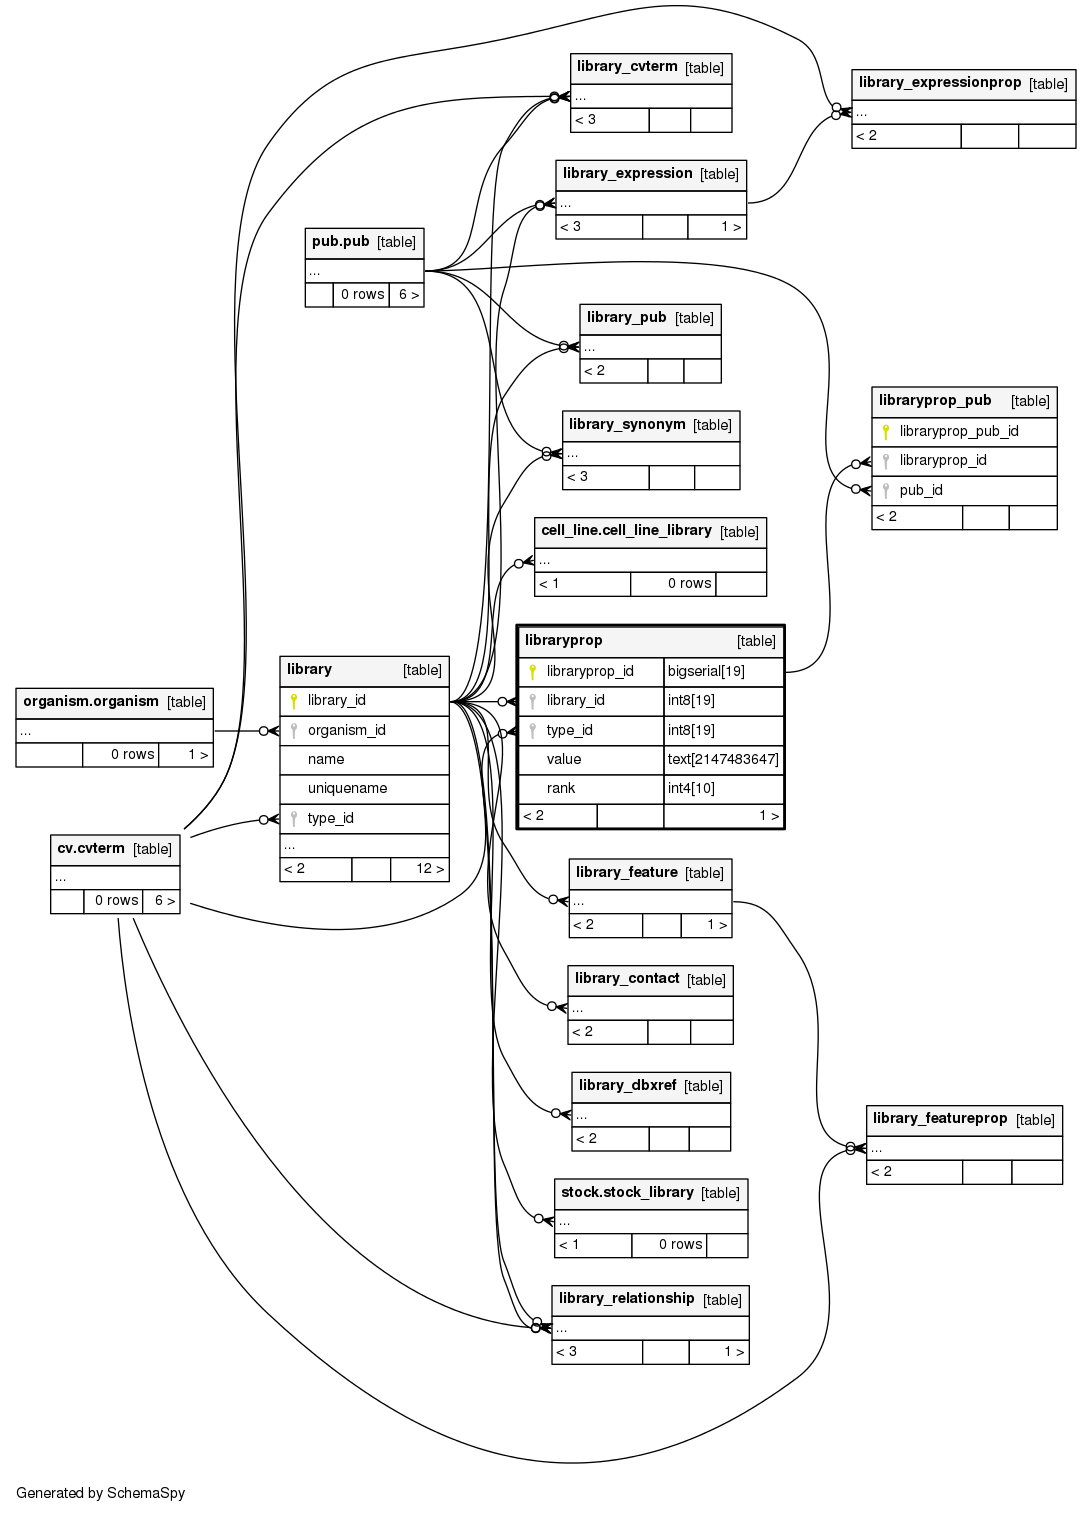 library_cvterm [table]
...
< 3
library_expressionprop [table]
...
< 2
library_expression [table]
...
< 3 1 >
pub.pub [table]
...
0 rows 6 >
library_pub [table]
...
< 2
libraryprop_pub [table]
libraryprop_pub_id
libraryprop_id
pub_id
< 2
library_synonym [table]
...
< 3
cell_line.cell_line_library [table]
...
< 1 0 rows
libraryprop [table]
libraryprop_id bigserial[19]
library_id int8[19]
type_id int8[19]
value text[2147483647]
rank int4[10]
< 2 1 >
library [table]
library_id
organism_id
name
uniquename
type_id
...
< 2 12 >
organism.organism [table]
...
0 rows 1 >
cv.cvterm [table]
...
0 rows 6 >
library_feature [table]
...
< 2 1 >
library_contact [table]
...
< 2
library_dbxref [table]
...
< 2
library_featureprop [table]
...
< 2
stock.stock_library [table]
...
< 1 0 rows
library_relationship [table]
...
< 3 1 >
Generated by SchemaSpy